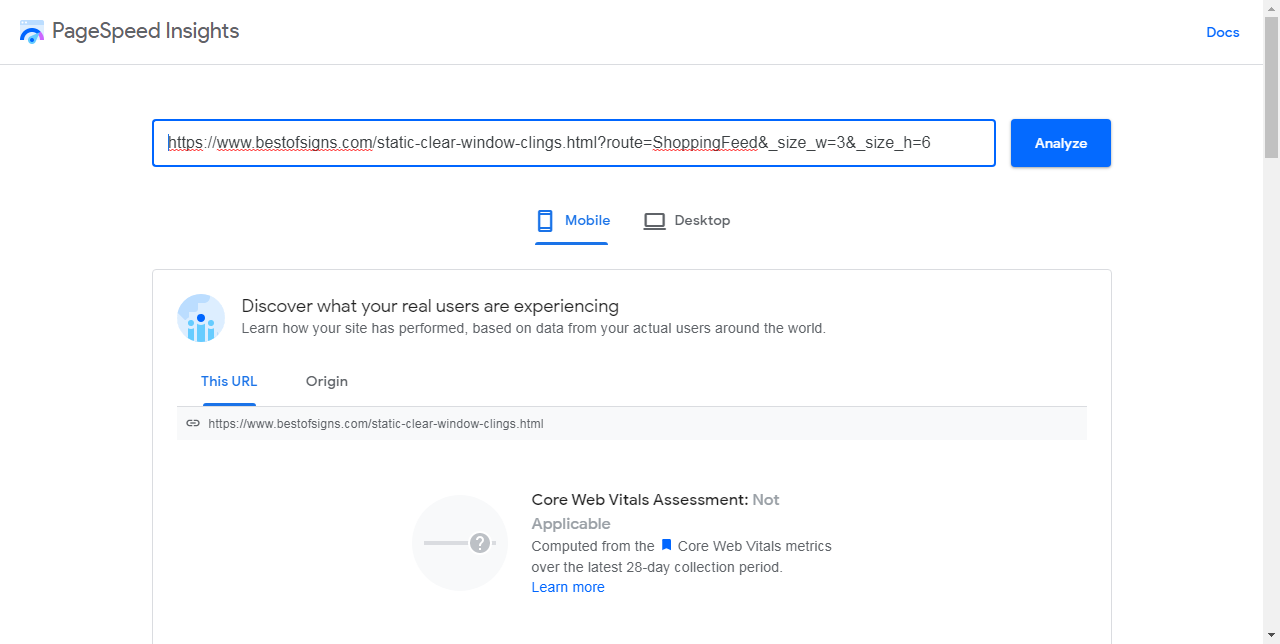 PageSpeed Insights
Docs
https://www.bestofsigns.com/static-clear-window-clings.html?route=ShoppingFeed&_size_w=3&_size_h=6
Analyze
Mobile
Desktop
Discover what your real users are experiencing
Learn how your site has performed, based on data from your actual users around the world.
This URL
Origin
https://www.bestofsigns.com/static-clear-window-clings.html
Core Web Vitals Assessment: Not
Applicable
Computed from the Core Web Vitals metrics
over the latest 28-day collection period.
Learn more
?